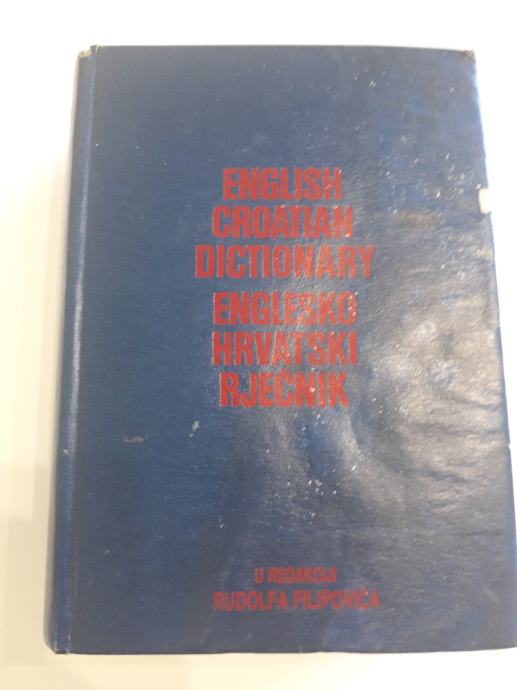 ENGLISH
CROATIAN
DICTIONARY
ENGLESKO
HRVATSKI
RJEČNIK
U REDAKCIJI
RUDOLFA FILIPOVIĆA